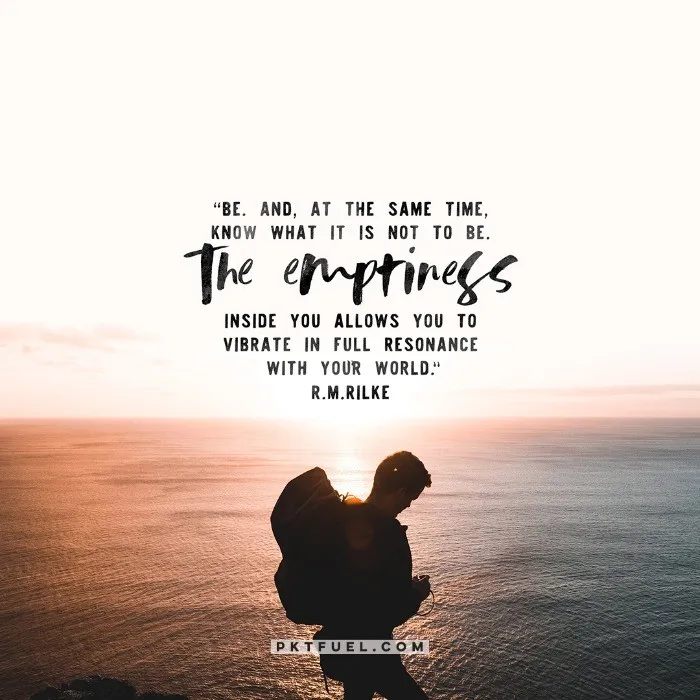 “BE. AND, AT THE SAME TIME,
KNOW WHAT IT IS NOT TO BE.
The emptiness
INSIDE YOU ALLOWS YOU TO
VIBRATE IN FULL RESONANCE
WITH YOUR WORLD.“
R.M.RILKE
PKTFUEL.COM